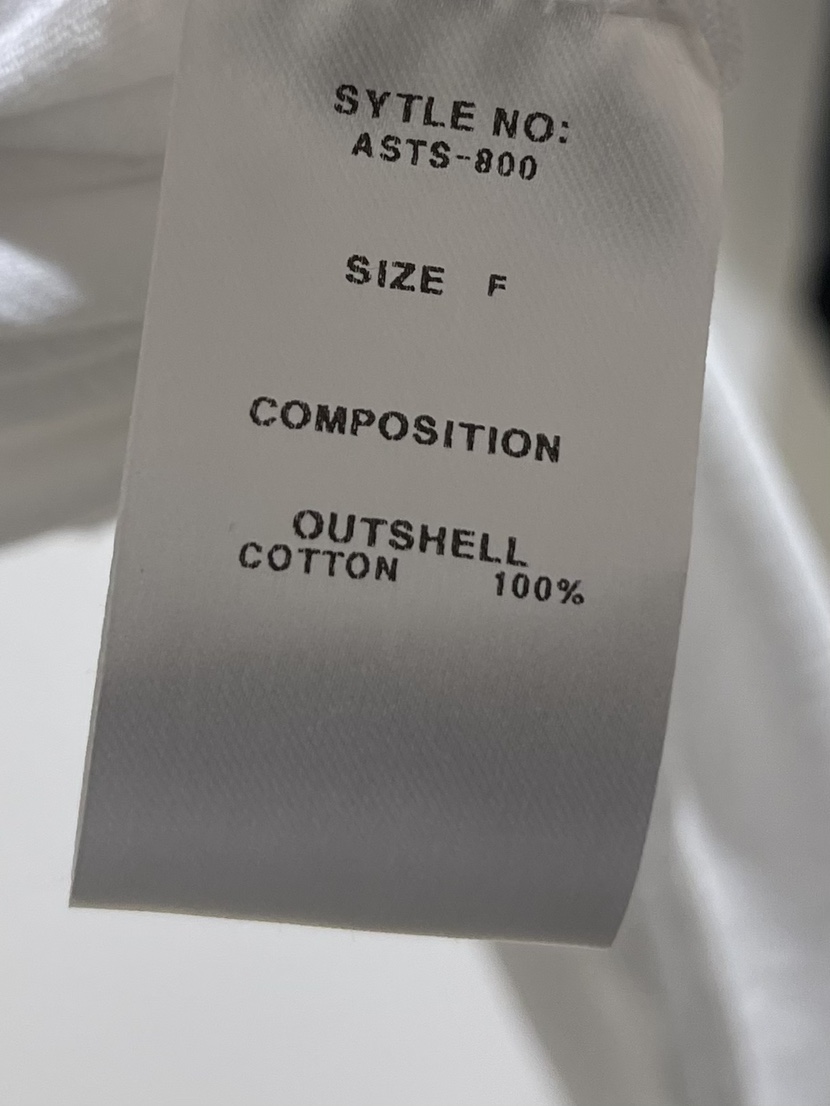 SYTLE NO:
ASTS-800
SIZE F
COMPOSITION
OUTSHELL
COTTON 100%